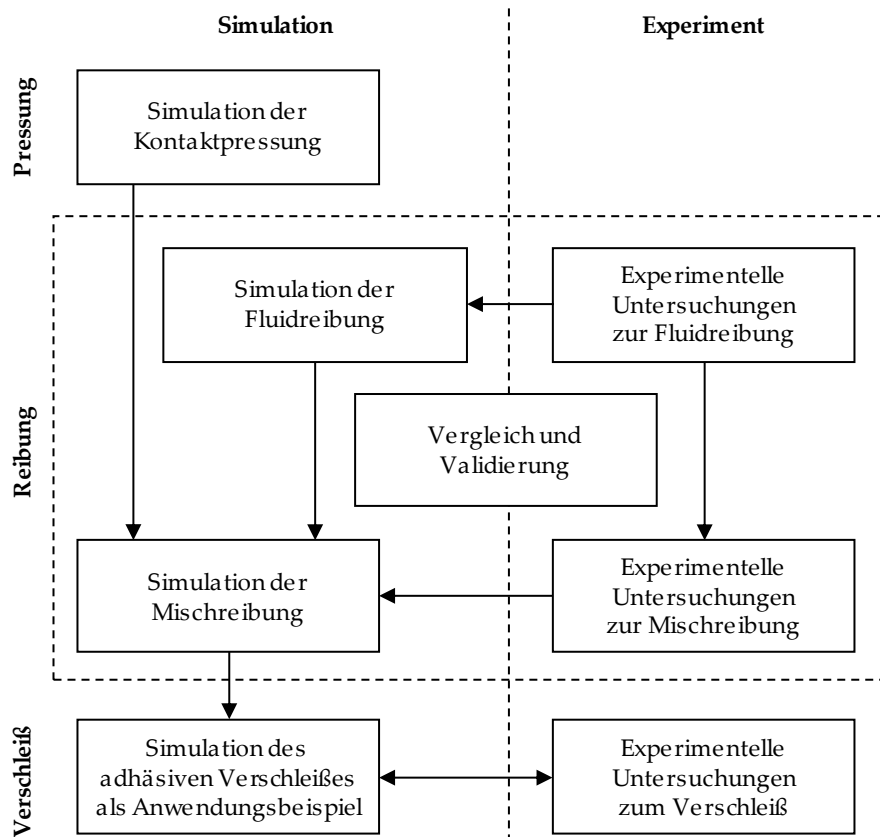 Simulation
Experiment
Pressung
Simulation der
Kontaktpressung
Reibung
Simulation der
Fluidreibung
Experimentelle
Untersuchungen
zur Fluidreibung
Vergleich und
Validierung
Simulation der
Mischreibung
Experimentelle
Untersuchungen
zur Mischreibung
Verschleiß
Simulation des
adhäsiven Verschleißes
als Anwendungsbeispiel
Experimentelle
Untersuchungen
zum Verschleiß